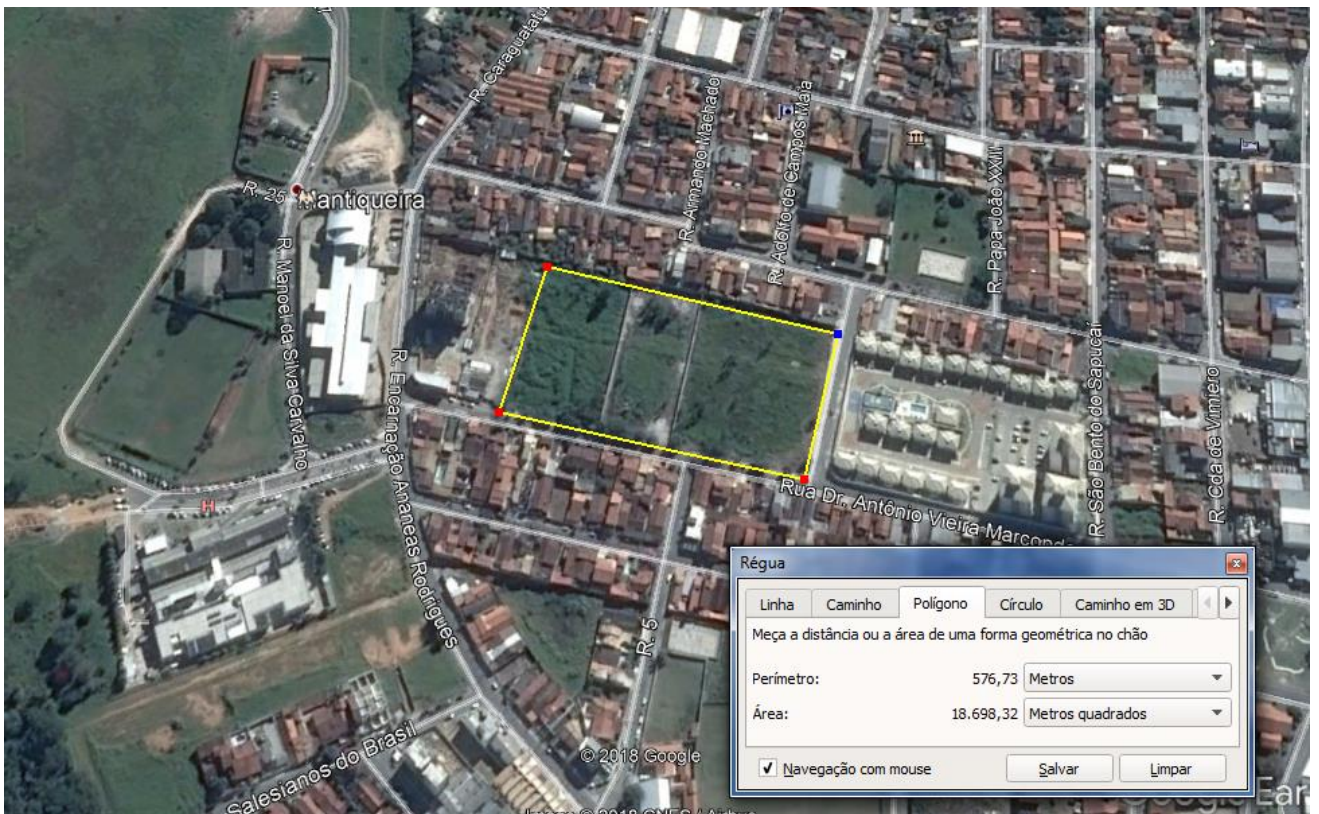 R. Caraguatatu
R. Armando Machado
R. Adolfo de Campos Maia
R. Papa João XXIII
R. 25
Mantiqueira
R. Manoel da Silva Carvalho
R. Encarnação Ananeas Rodrigues
R. São Bento do Sapucaí
R. Cda de Vimiero
H
Rua Dr. Antônio Vieira Marcond
R. 5
Salesianos do Brasil
© 2018 Google
Régua
Linha
Caminho
Polígono
Círculo
Caminho em 3D
Meça a distância ou a área de uma forma geométrica no chão
Perímetro: 576,73 Metros
Área: 18.698,32 Metros quadrados
Navegação com mouse
Salvar
Limpar